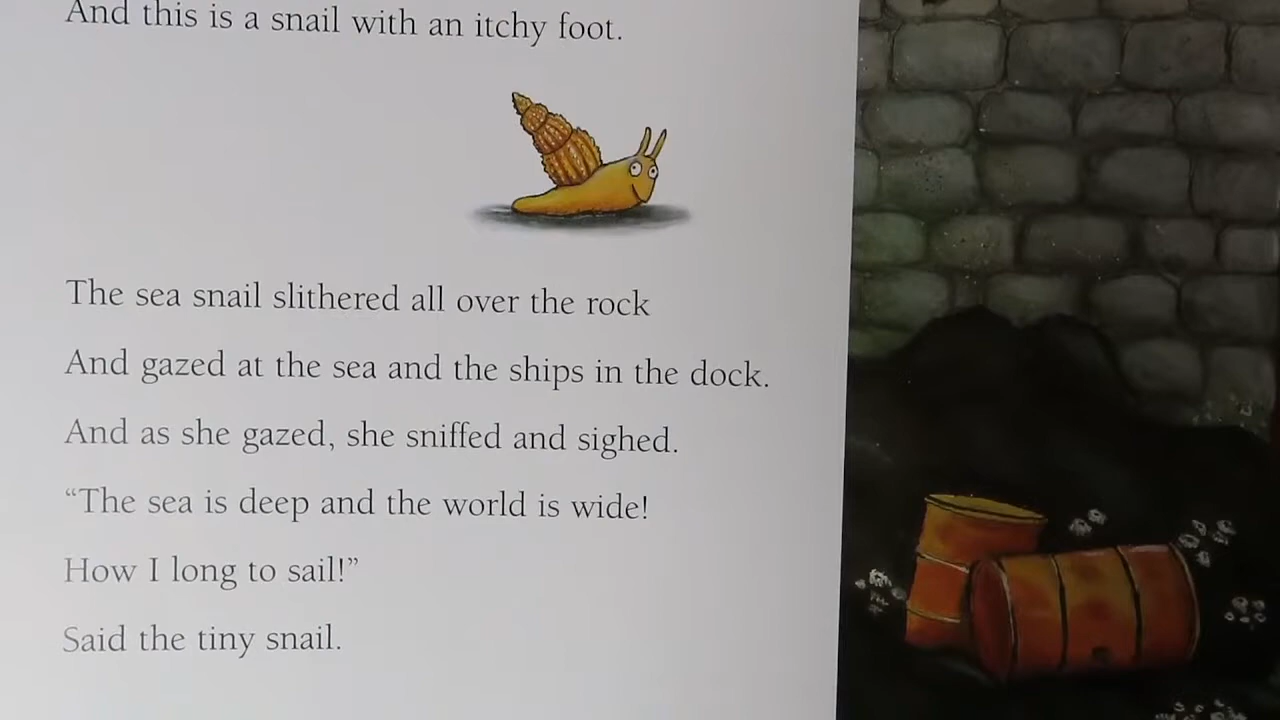 And this is a snail with an itchy foot.
The sea snail slithered all over the rock
And gazed at the sea and the ships in the dock.
And as she gazed, she sniffed and sighed.
“The sea is deep and the world is wide!
How I long to sail!”
Said the tiny snail.